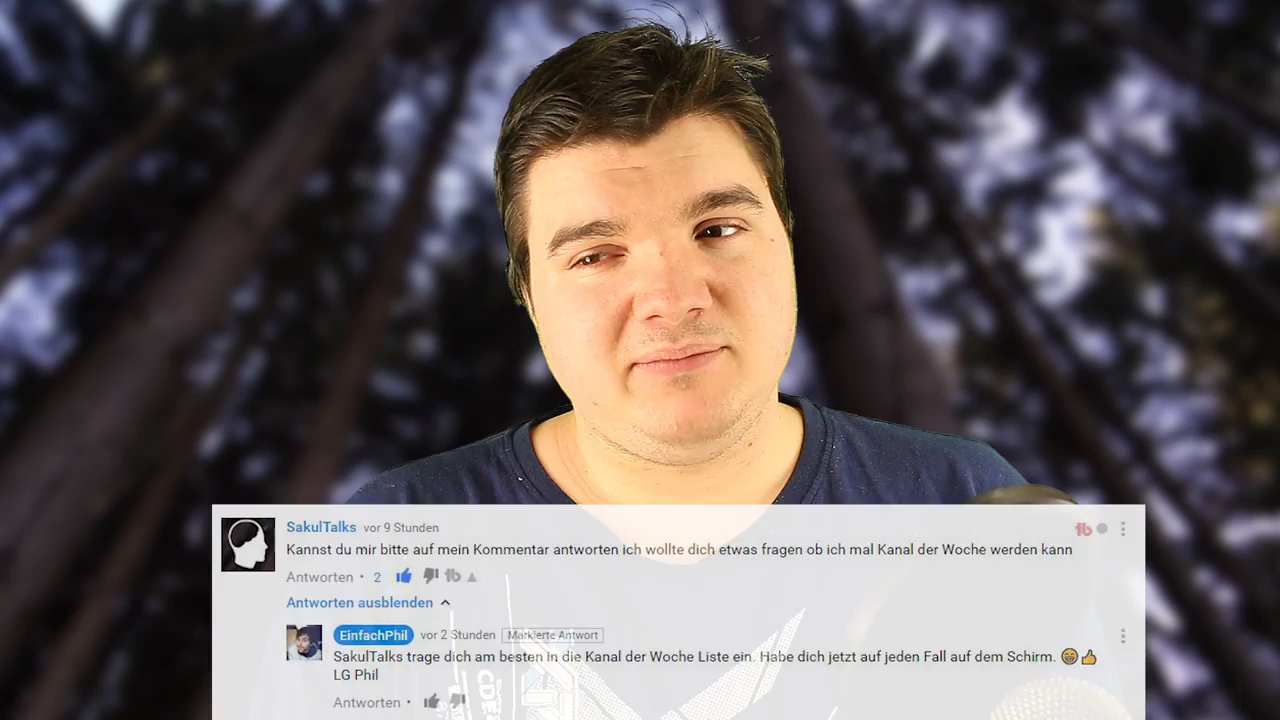 SakulTalks vor 9 Stunden
Kannst du mir bitte auf mein Kommentar antworten ich wollte dich etwas fragen ob ich mal Kanal der Woche werden kann
Antworten • 2
Antworten ausblenden
EinfachPhil vor 2 Stunden Markierte Antwort
SakulTalks trage dich am besten in die Kanal der Woche Liste ein. Habe dich jetzt auf jeden Fall auf dem Schirm. 😁👍
LG Phil
Antworten •